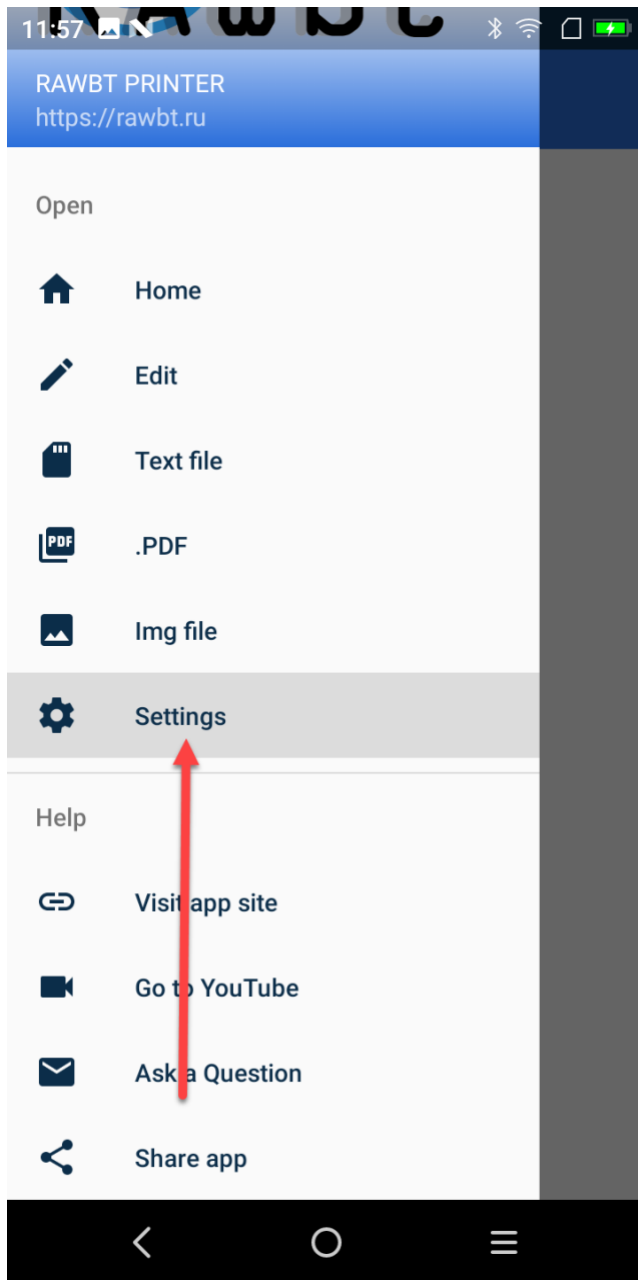 11:57
RAWBT PRINTER
https://rawbt.ru
Open
Home
Edit
Text file
PDF
.PDF
Img file
Settings
Help
Visit app site
Go to YouTube
Ask a Question
Share app